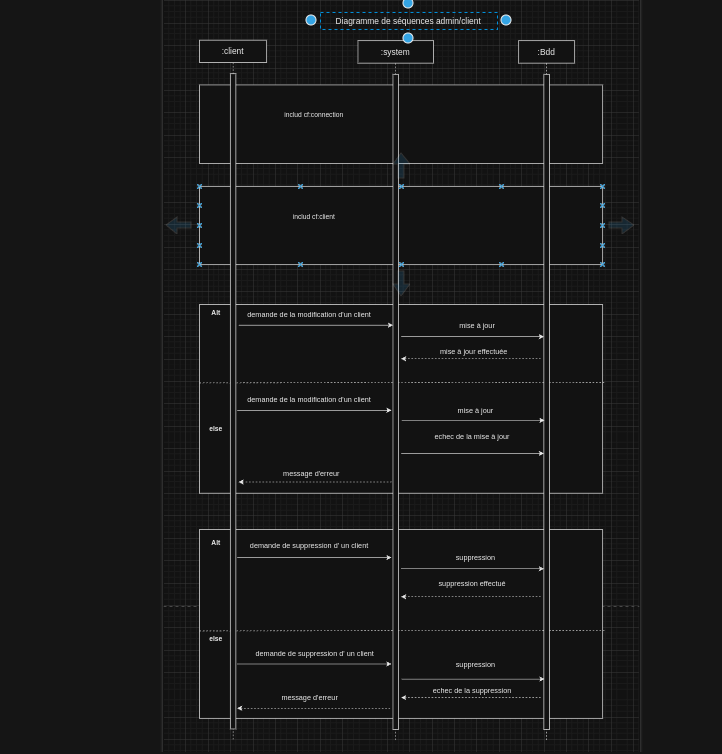 Diagramme de séquences admin/client
:client
:system
:Bdd
includ cf:connection
includ cf:client
Alt
demande de la modification d'un client
mise à jour
mise à jour effectuée
demande de la modification d'un client
mise à jour
else
echec de la mise à jour
message d'erreur
Alt
demande de suppression d' un client
suppression
suppression effectué
else
demande de suppression d' un client
suppression
echec de la suppression
message d'erreur